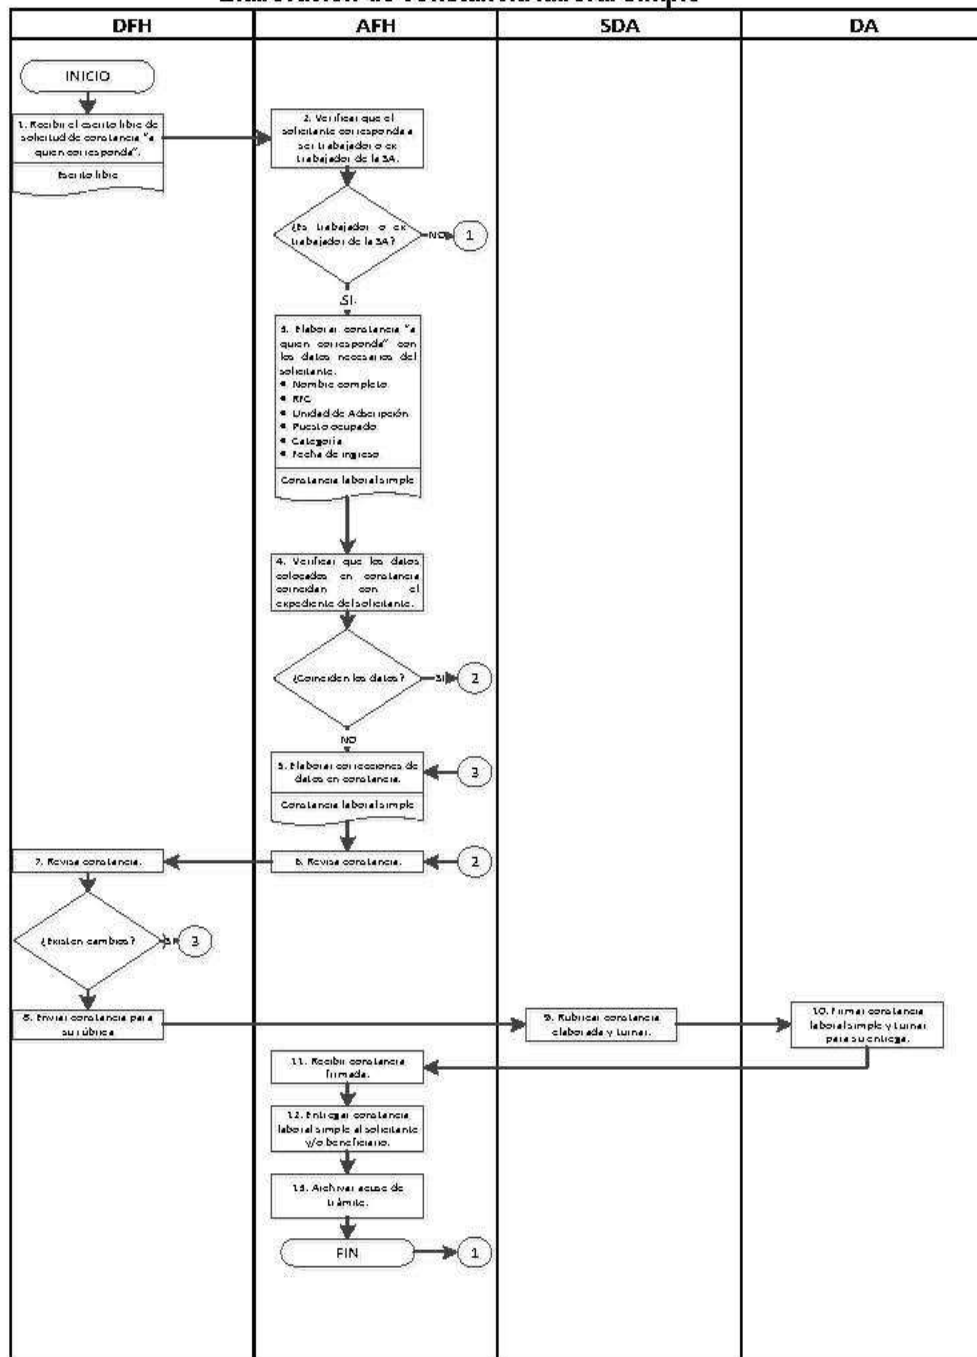 Elaboración de constancia laboral simple
DFH
AFH
SDA
DA
INICIO
1. Recibir el escrito libre de
solicitud de constancia "a
quien corresponda".
Escrito libre
2. Verificar que el
solicitante corresponda a
ser trabajador o ex
trabajador de la SA.
¿Es trabajador o ex
trabajador de la SA?
NO
1
SI
3. Elaborar constancia "a
quien corresponda" con
los datos necesarios del
solicitante.
• Nombre completo
• RFC
• Unidad de Adscripción
• Puesto ocupado
• Categoría
• Fecha de ingreso
Constancia laboral simple
4. Verificar que los datos
colocados en constancia
coincidan con el
expediente del solicitante.
¿Coinciden los datos?
SI
2
NO
5. Elaborar correcciones de
datos en constancia.
3
Constancia laboral simple
7. Revisa constancia.
6. Revisa constancia.
2
¿Existen cambios?
SI
3
8. Enviar constancia para
su rúbrica
9. Rubricar constancia
elaborada y turnar.
10. Firmar constancia
laboral simple y turnar
para su entrega.
11. Recibir constancia
firmada.
12. Entregar constancia
laboral simple al solicitante
y/o beneficiario.
13. Archivar acuse de
trámite.
FIN
1